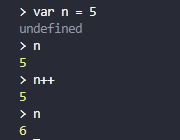 > var n = 5
undefined
> n
5
> n++
5
> n
6